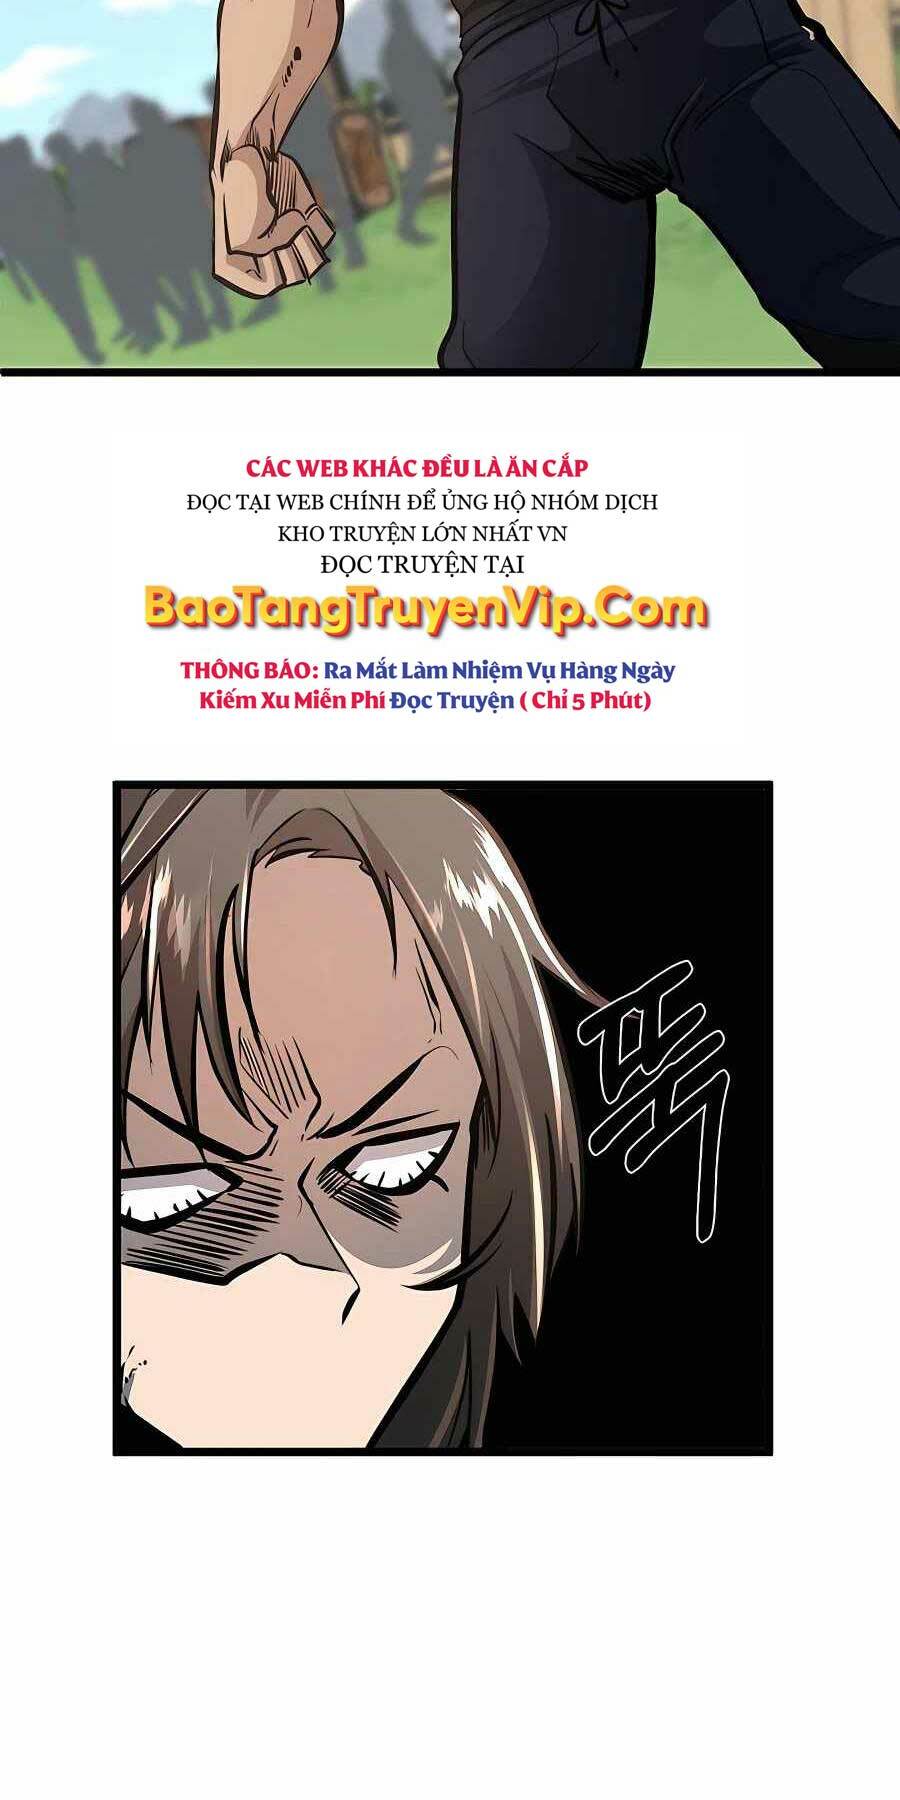 CÁC WEB KHÁC ĐỀU LÀ ĂN CẮP
ĐỌC TẠI WEB CHÍNH ĐỂ ỦNG HỘ NHÓM DỊCH
KHO TRUYỆN LỚN NHẤT VN
ĐỌC TRUYỆN TẠI
BaoTangTruyenVip.Com
THÔNG BÁO: Ra Mắt Làm Nhiệm Vụ Hàng Ngày
Kiếm Xu Miễn Phí Đọc Truyện ( Chỉ 5 Phút)
뚝